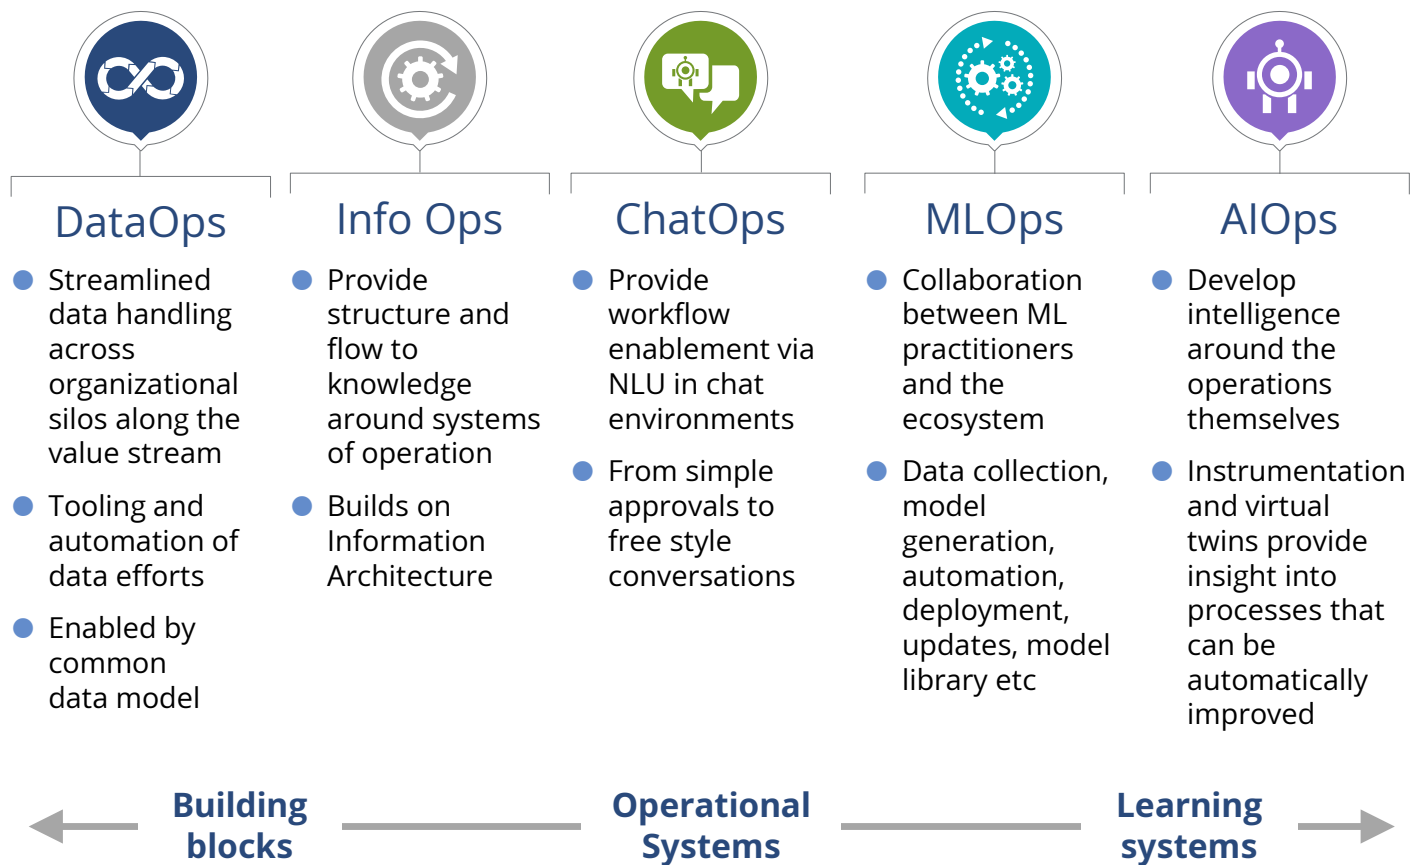 DataOps
Streamlined
data handling
across
organizational
silos along the
value stream
Tooling and
automation of
data efforts
Enabled by
common
data model
Info Ops
Provide
structure and
flow to
knowledge
around systems
of operation
Builds on
Information
Architecture
ChatOps
Provide
workflow
enablement via
NLU in chat
environments
From simple
approvals to
free style
conversations
MLOps
Collaboration
between ML
practitioners
and the
ecosystem
Data collection,
model
generation,
automation,
deployment,
updates, model
library etc
AIOps
Develop
intelligence
around the
operations
themselves
Instrumentation
and virtual
twins provide
insight into
processes that
can be
automatically
improved
Building
blocks
Operational
Systems
Learning
systems